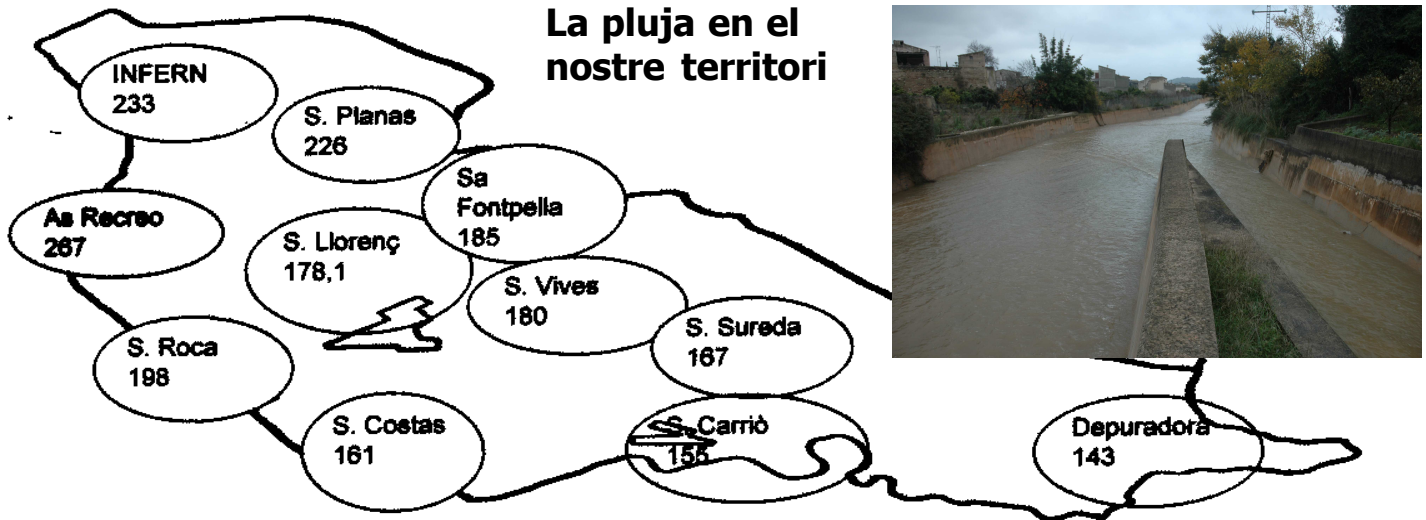 La pluja en el
nostre territori
INFERN
233
S. Planas
226
Sa
Fontpella
185
As Recreo
267
S. Llorenç
178,1
S. Vives
180
S. Sureda
167
S. Roca
198
S. Costas
161
S. Carriò
155
Depuradora
143